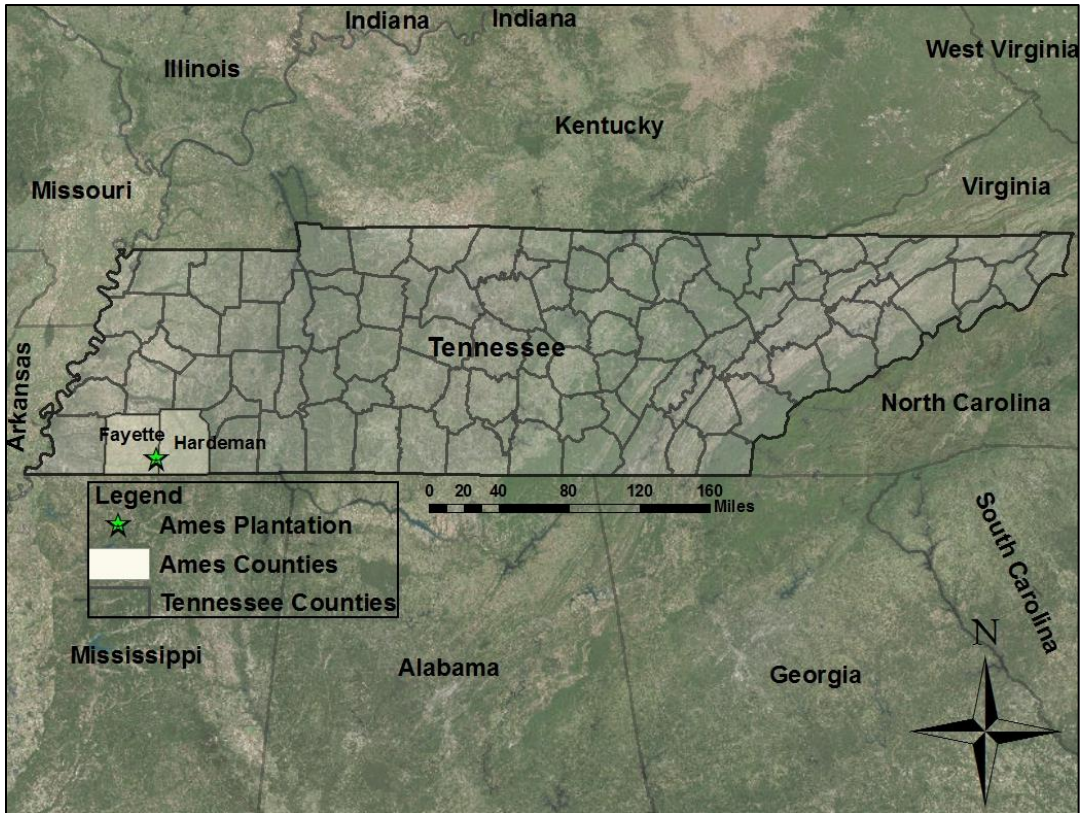 Indiana Indiana
Illinois
West Virginia
Kentucky
Missouri
Virginia
Tennessee
Arkansas
North Carolina
Fayette
Hardeman
Legend
Ames Plantation
Ames Counties
Tennessee Counties
0 20 40 80 120 160
Miles
South Carolina
Mississippi
Alabama
Georgia
N